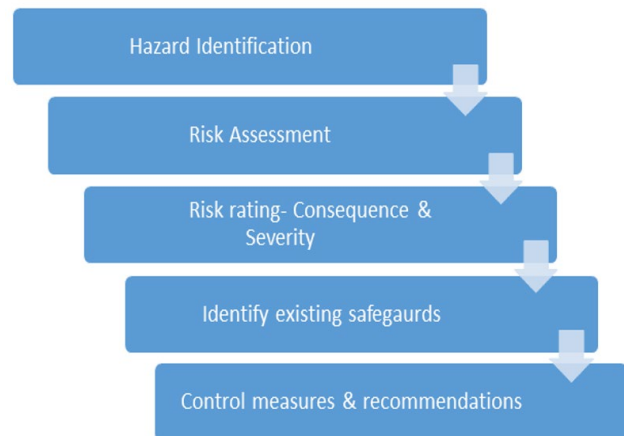 Hazard Identification
Risk Assessment
Risk rating- Consequence &
Severity
Identify existing safegaurds
Control measures & recommendations